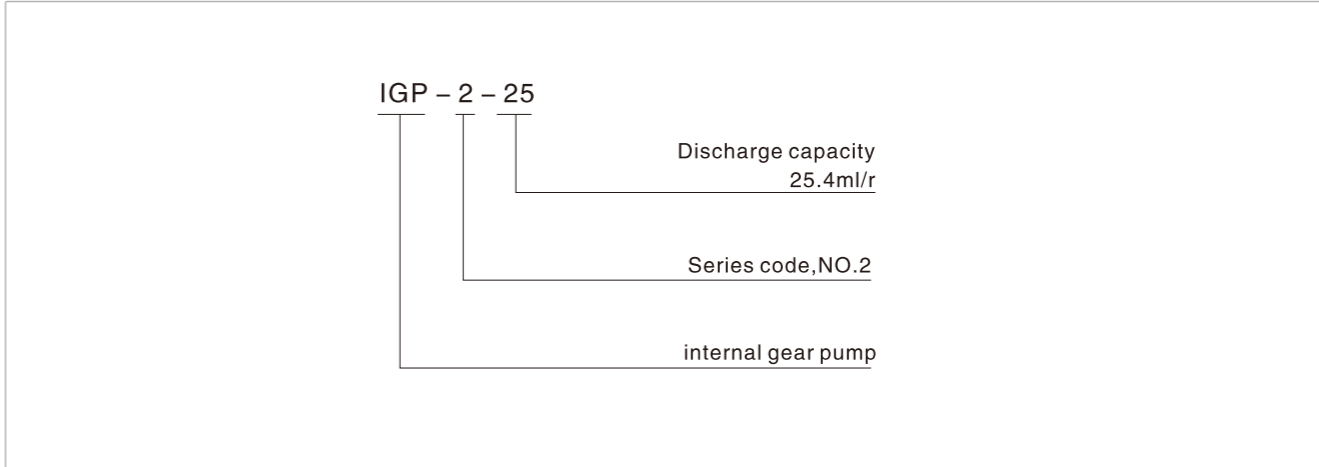 IGP – 2 – 25
Discharge capacity
25.4ml/r
Series code,NO.2
internal gear pump